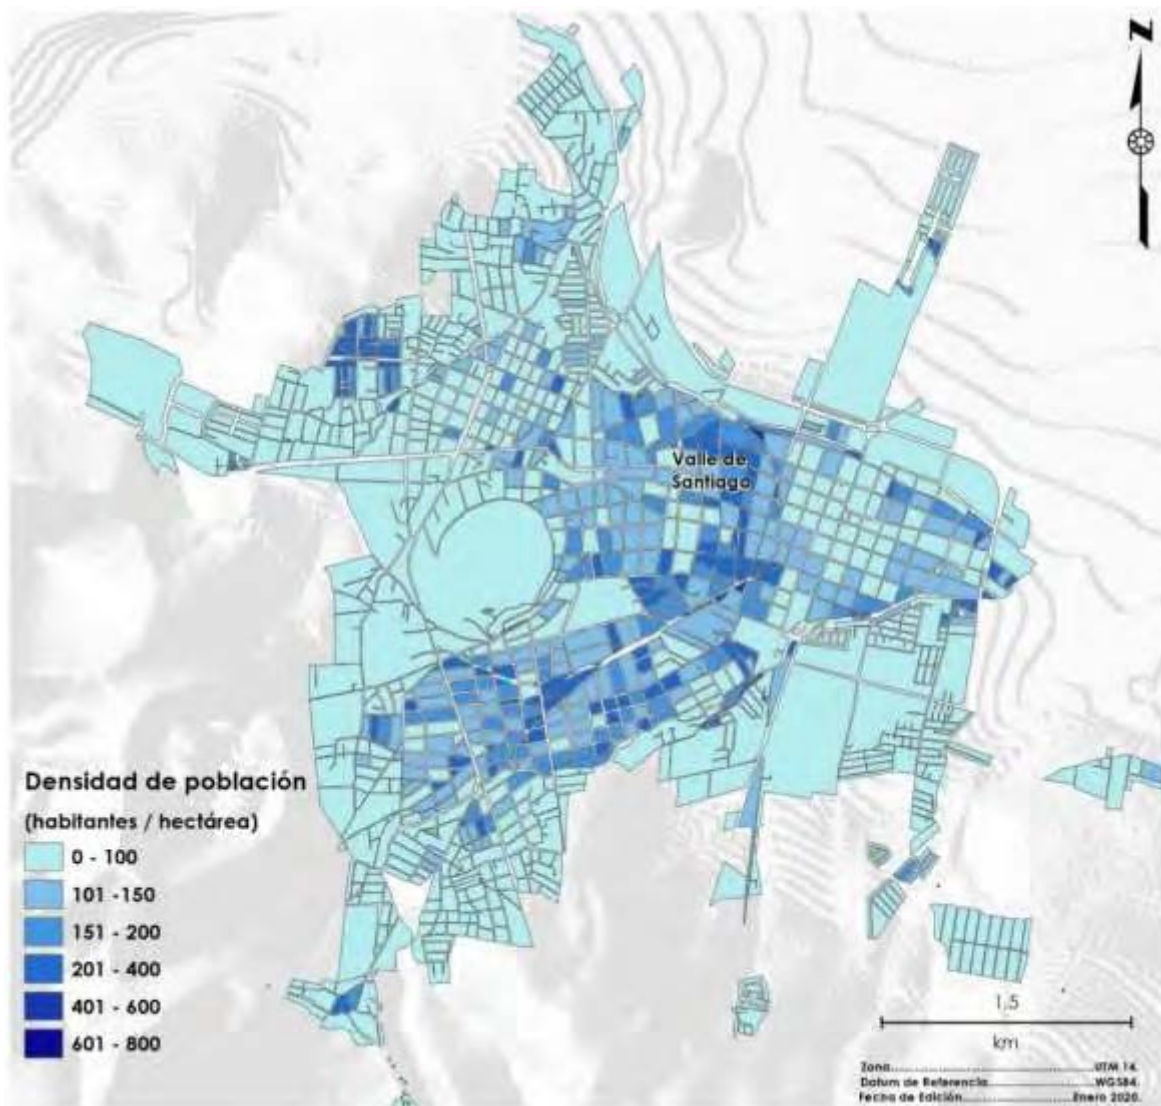 N
Valle de
Santiago
Densidad de población
(habitantes / hectárea)
0 - 100
101 -150
151 - 200
201 - 400
401 - 600
601 - 800
1.5
km
Zona......................................UTM 14.
Datum de Referencia..................WGS84.
Fecha de Edición...................Enero 2020.